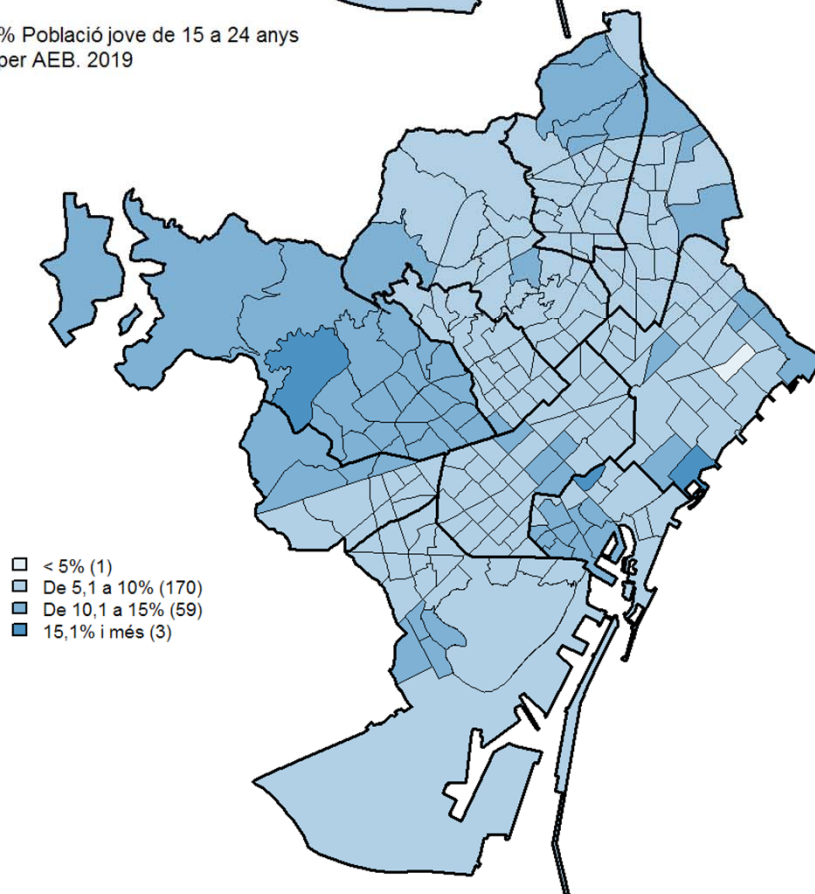 % Població jove de 15 a 24 anys
per AEB. 2019
< 5% (1)
De 5,1 a 10% (170)
De 10,1 a 15% (59)
15,1% i més (3)